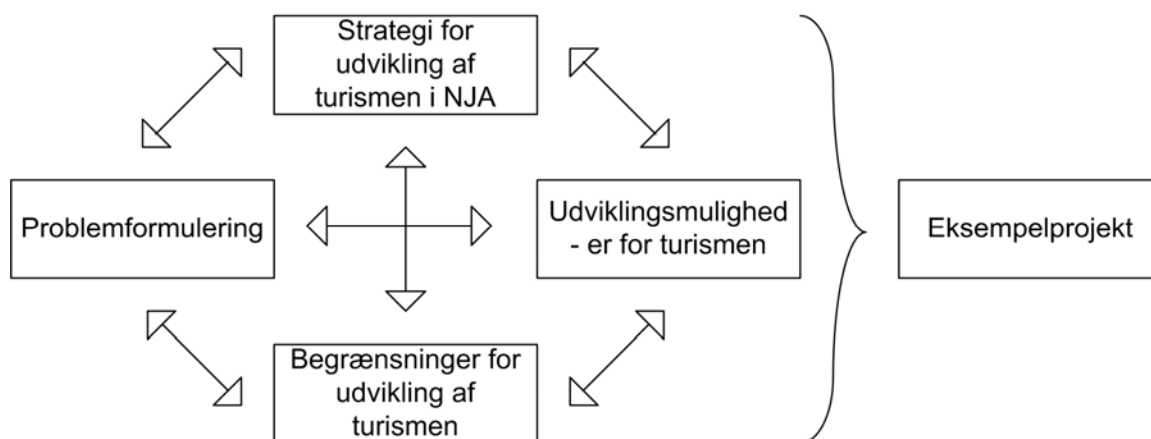 Strategi for
udvikling af
turismen i NJA
Problemformulering
Udviklingsmulighed
- er for turismen
Eksempelprojekt
Begrænsninger for
udvikling af
turismen